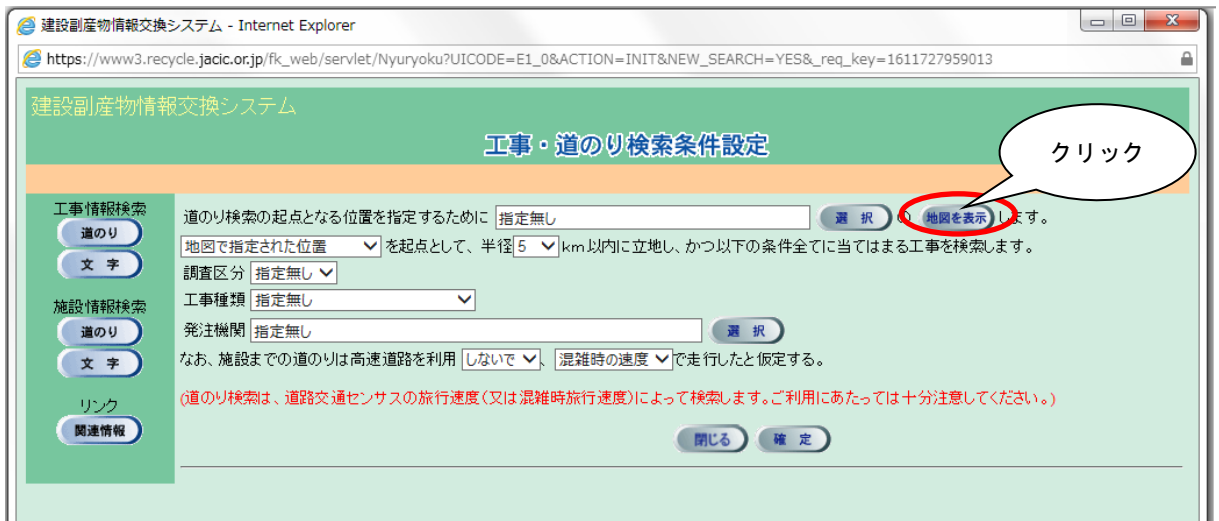 建設副産物情報交換システム - Internet Explorer
https://www3.recycle.jacic.or.jp/fk_web/servlet/Nyuryoku?UICODE=E1_0&ACTION=INIT&NEW_SEARCH=YES&_req_key=1611727959013
建設副産物情報交換システム
工事・道のり検索条件設定
クリック
工事情報検索
道のり
文 字
施設情報検索
道のり
文 字
リンク
関連情報
道のり検索の起点となる位置を指定するために 指定無し 選 択 の 地図を表示 します。
地図で指定された位置 を起点として、半径 5 km以内に立地し、かつ以下の条件全てに当てはまる工事を検索します。
調査区分 指定無し
工事種類 指定無し
発注機関 指定無し 選 択
なお、施設までの道のりは高速道路を利用 しないで 、 混雑時の速度 で走行したと仮定する。
(道のり検索は、道路交通センサスの旅行速度(又は混雑時旅行速度)によって検索します。ご利用にあたっては十分注意してください。)
閉じる 確 定